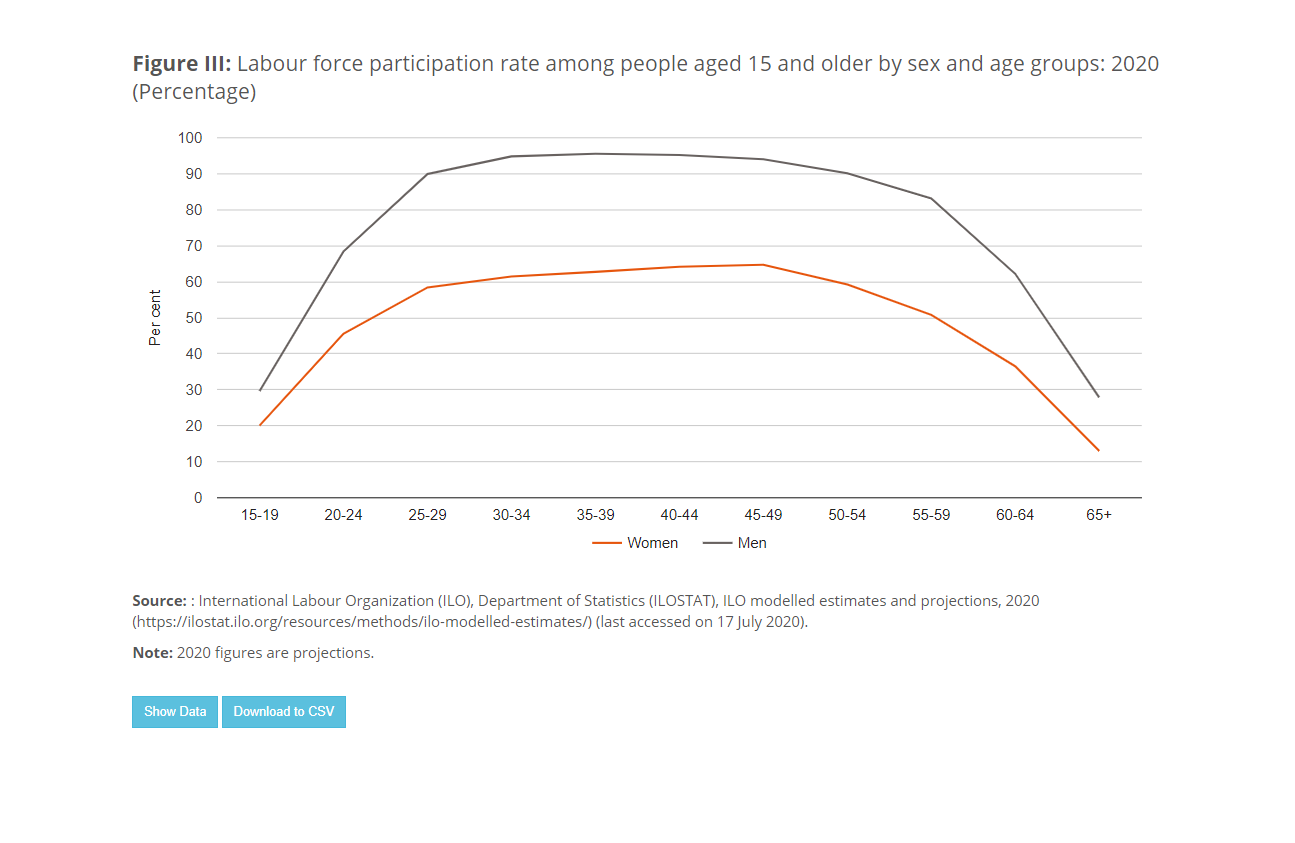 Figure III: Labour force participation rate among people aged 15 and older by sex and age groups: 2020
(Percentage)
100
90
80
70
60
50
40
30
20
10
0
Per cent
15-19 20-24 25-29 30-34 35-39 40-44 45-49 50-54 55-59 60-64 65+
Women Men
Source: : International Labour Organization (ILO), Department of Statistics (ILOSTAT), ILO modelled estimates and projections, 2020
(https://ilostat.ilo.org/resources/methods/ilo-modelled-estimates/) (last accessed on 17 July 2020).
Note: 2020 figures are projections.
Show Data Download to CSV